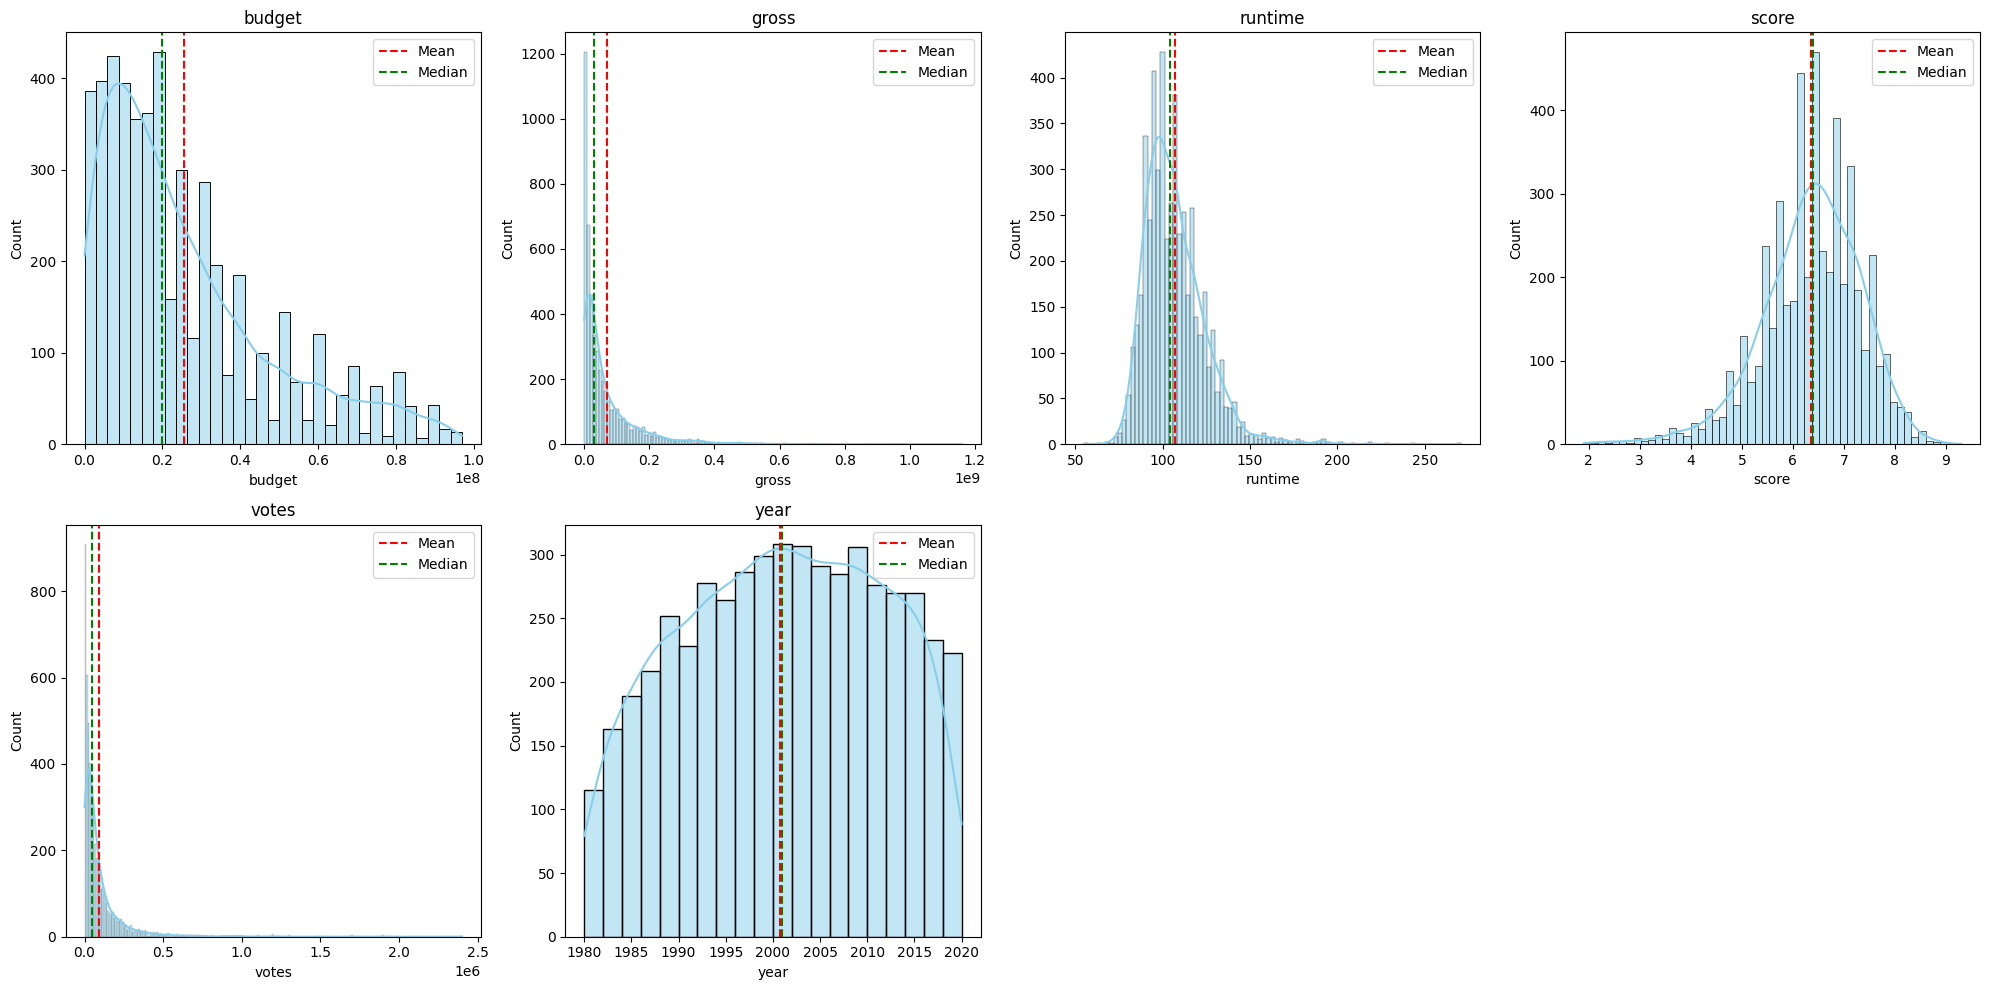 budget
Count
400
300
200
100
0
Mean
Median
0.0 0.2 0.4 0.6 0.8 1.0
1e8
budget
gross
Count
1200
1000
800
600
400
200
0
Mean
Median
0.0 0.2 0.4 0.6 0.8 1.0 1.2
1e9
gross
runtime
Count
400
350
300
250
200
150
100
50
0
Mean
Median
50 100 150 200 250
runtime
score
Count
400
300
200
100
0
Mean
Median
2 3 4 5 6 7 8 9
score
votes
Count
800
600
400
200
0
Mean
Median
0.0 0.5 1.0 1.5 2.0 2.5
1e6
votes
year
Count
300
250
200
150
100
50
0
Mean
Median
1980 1985 1990 1995 2000 2005 2010 2015 2020
year